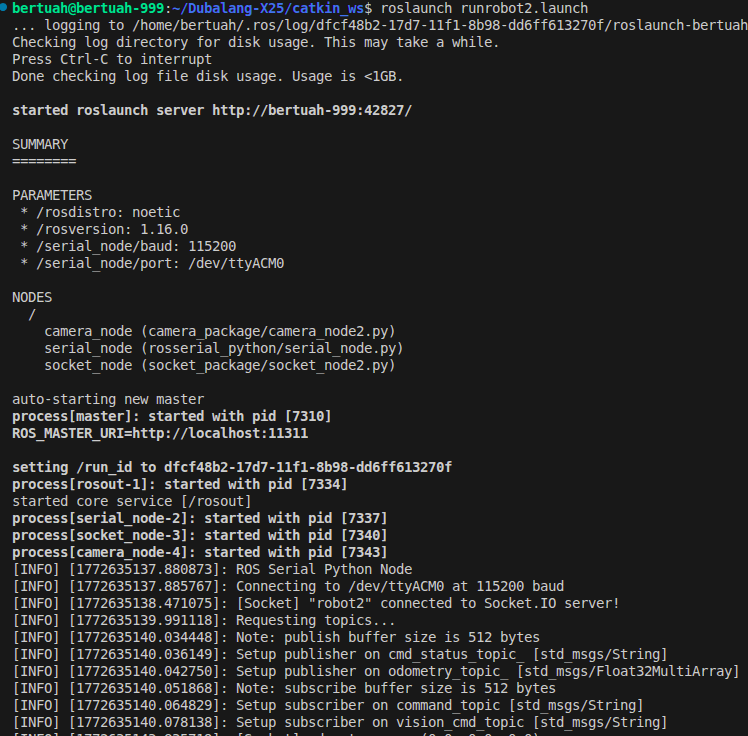 bertuah@bertuah-999:~/Dubalang-X25/catkin_ws$ roslaunch runrobot2.launch
... logging to /home/bertuah/.ros/log/dfcf48b2-17d7-11f1-8b98-dd6ff613270f/roslaunch-bertuah
Checking log directory for disk usage. This may take a while.
Press Ctrl-C to interrupt
Done checking log file disk usage. Usage is <1GB.
started roslaunch server http://bertuah-999:42827/
SUMMARY
========
PARAMETERS
* /rosdistro: noetic
* /rosversion: 1.16.0
* /serial_node/baud: 115200
* /serial_node/port: /dev/ttyACM0
NODES
/
camera_node (camera_package/camera_node2.py)
serial_node (rosserial_python/serial_node.py)
socket_node (socket_package/socket_node2.py)
auto-starting new master
process[master]: started with pid [7310]
ROS_MASTER_URI=http://localhost:11311
setting /run_id to dfcf48b2-17d7-11f1-8b98-dd6ff613270f
process[rosout-1]: started with pid [7334]
started core service [/rosout]
process[serial_node-2]: started with pid [7337]
process[socket_node-3]: started with pid [7340]
process[camera_node-4]: started with pid [7343]
[INFO] [1772635137.880873]: ROS Serial Python Node
[INFO] [1772635137.885767]: Connecting to /dev/ttyACM0 at 115200 baud
[INFO] [1772635138.471075]: [Socket] "robot2" connected to Socket.IO server!
[INFO] [1772635139.991118]: Requesting topics...
[INFO] [1772635140.034448]: Note: publish buffer size is 512 bytes
[INFO] [1772635140.036149]: Setup publisher on cmd_status_topic_ [std_msgs/String]
[INFO] [1772635140.042750]: Setup publisher on odometry_topic_ [std_msgs/Float32MultiArray]
[INFO] [1772635140.051868]: Note: subscribe buffer size is 512 bytes
[INFO] [1772635140.064829]: Setup subscriber on command_topic [std_msgs/String]
[INFO] [1772635140.078138]: Setup subscriber on vision_cmd_topic [std_msgs/String]